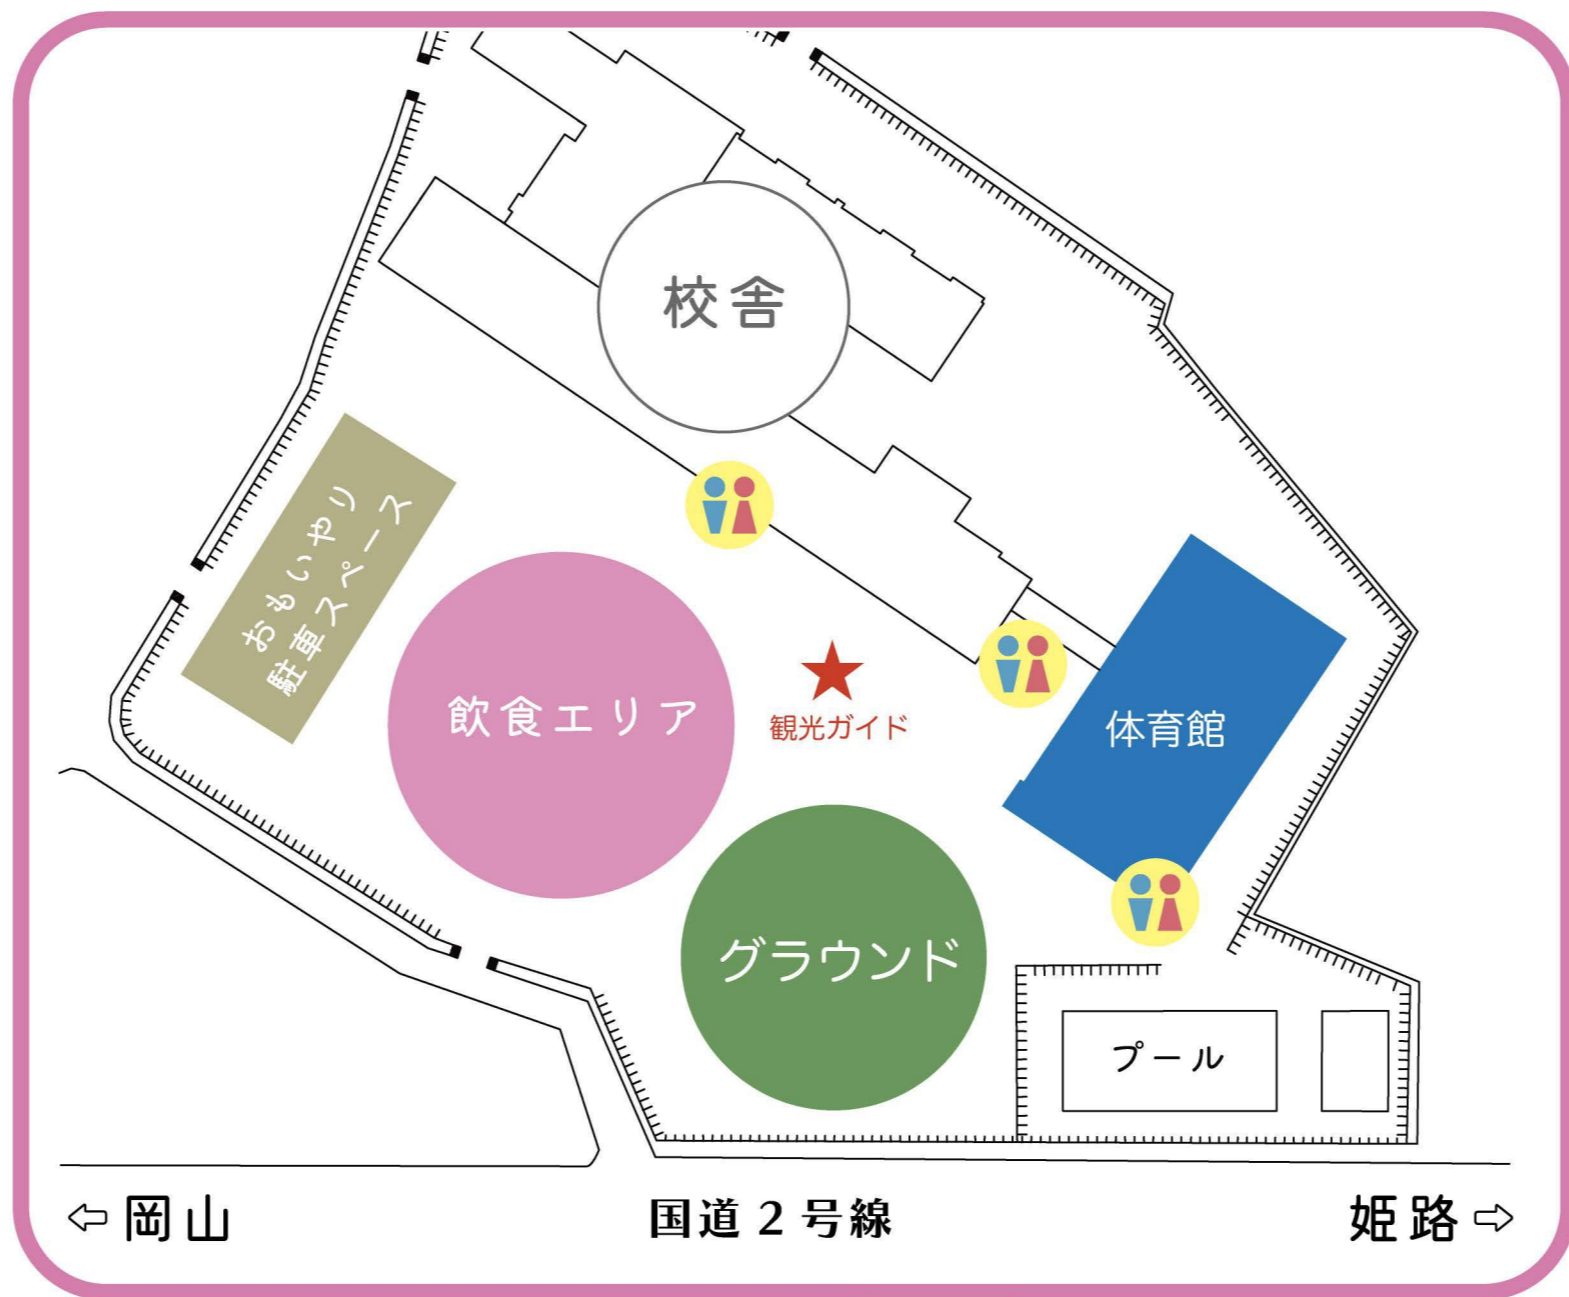 校舎
おもいやり
駐車スペース
飲食エリア
観光ガイド
体育館
グラウンド
プール
⇦ 岡山
国道2号線
姫路 ⇨